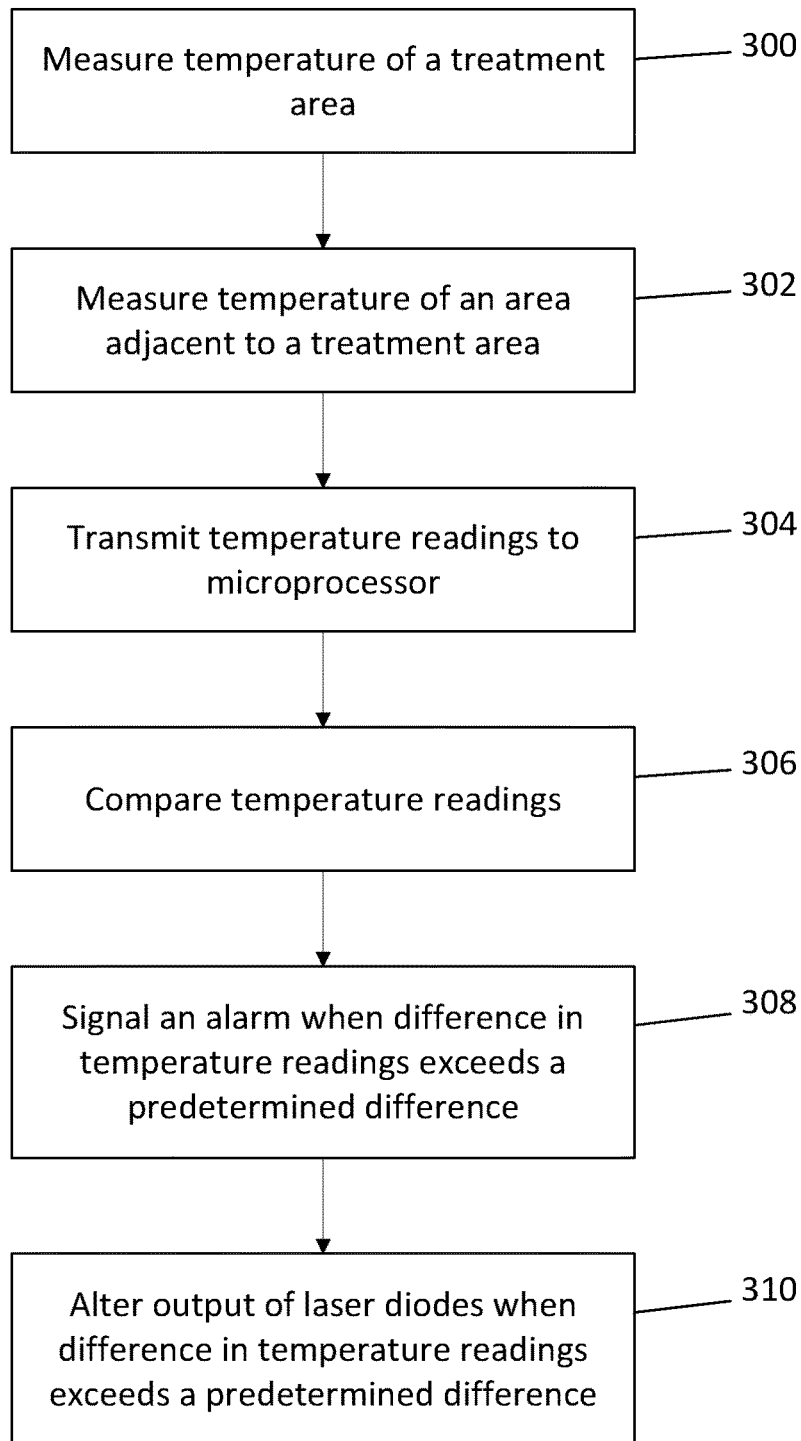 Measure temperature of a treatment
area
300
Measure temperature of an area
adjacent to a treatment area
302
Transmit temperature readings to
microprocessor
304
Compare temperature readings
306
Signal an alarm when difference in
temperature readings exceeds a
predetermined difference
308
Alter output of laser diodes when
difference in temperature readings
exceeds a predetermined difference
310